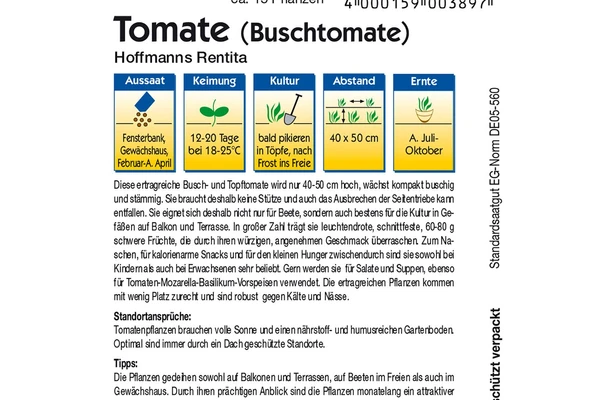 ca. 15 Pflanzen
4 000159 003897
Tomate (Buschtomate)
Hoffmanns Rentita
Aussaat
Fensterbank,
Gewächshaus,
Februar-A. April
Keimung
12-20 Tage
bei 18-25°C
Kultur
bald pikieren
in Töpfe, nach
Frost ins Freie
Abstand
40 x 50 cm
Ernte
A. Juli-
Oktober
Diese ertragreiche Busch- und Topftomate wird nur 40-50 cm hoch, wächst kompakt buschig
und stämmig. Sie braucht deshalb keine Stütze und auch das Ausbrechen der Seitentriebe kann
entfallen. Sie eignet sich deshalb nicht nur für Beete, sondern auch bestens für die Kultur in Ge-
fäßen auf Balkon und Terrasse. In großer Zahl trägt sie leuchtendrote, schnittfeste, 60-80 g
schwere Früchte, die durch ihren würzigen, angenehmen Geschmack überraschen. Zum Na-
schen, für kalorienarme Snacks und für den kleinen Hunger zwischendurch sind sie sowohl bei
Kindern als auch bei Erwachsenen sehr beliebt. Gern werden sie für Salate und Suppen, ebenso
für Tomaten-Mozarella-Basilikum-Vorspeisen verwendet. Die ertragreichen Pflanzen kommen
mit wenig Platz zurecht und sind robust gegen Kälte und Nässe.
Standortansprüche:
Tomatenpflanzen brauchen volle Sonne und einen nährstoff- und humusreichen Gartenboden.
Optimal sind immer durch ein Dach geschützte Standorte.
Tipps:
Die Pflanzen gedeihen sowohl auf Balkonen und Terrassen, auf Beeten im Freien als auch im
Gewächshaus. Durch ihren prächtigen Anblick sind die Pflanzen monatelang ein attraktiver
Standardsaatgut EG-Norm DE05-560
schützt verpackt